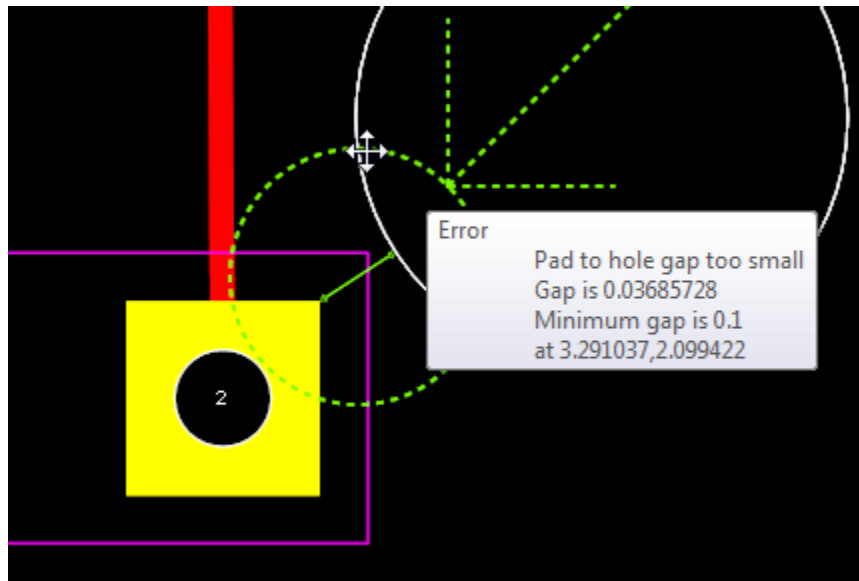 Error
Pad to hole gap too small
Gap is 0.03685728
Minimum gap is 0.1
at 3.291037,2.099422
2